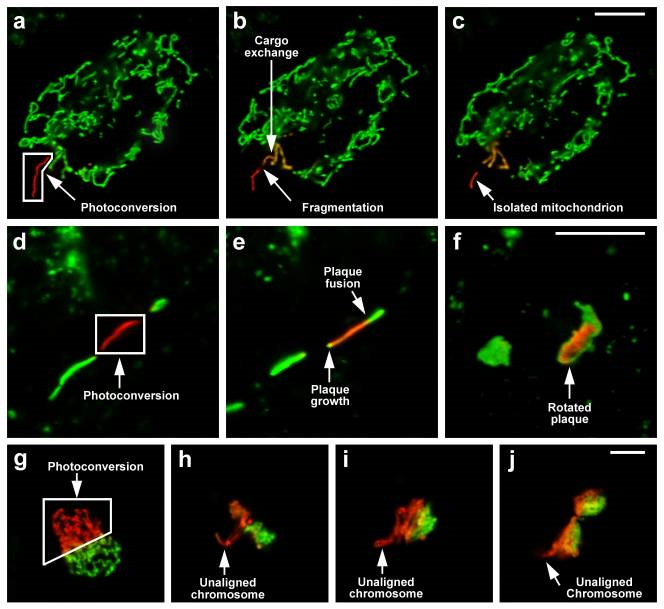 a
Photoconversion
b
Cargo
exchange
Fragmentation
c
Isolated mitochondrion
d
Photoconversion
e
Plaque
fusion
Plaque
growth
f
Rotated
plaque
g
Photoconversion
h
Unaligned
chromosome
i
Unaligned
chromosome
j
Unaligned
Chromosome